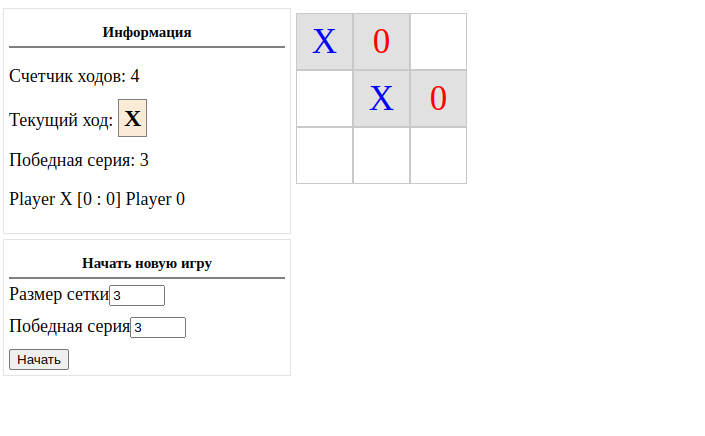 Информация
Счетчик ходов: 4
Текущий ход: X
Победная серия: 3
Player X [0 : 0] Player 0
Начать новую игру
Размер сетки 3
Победная серия 3
Начать
X 0
X 0